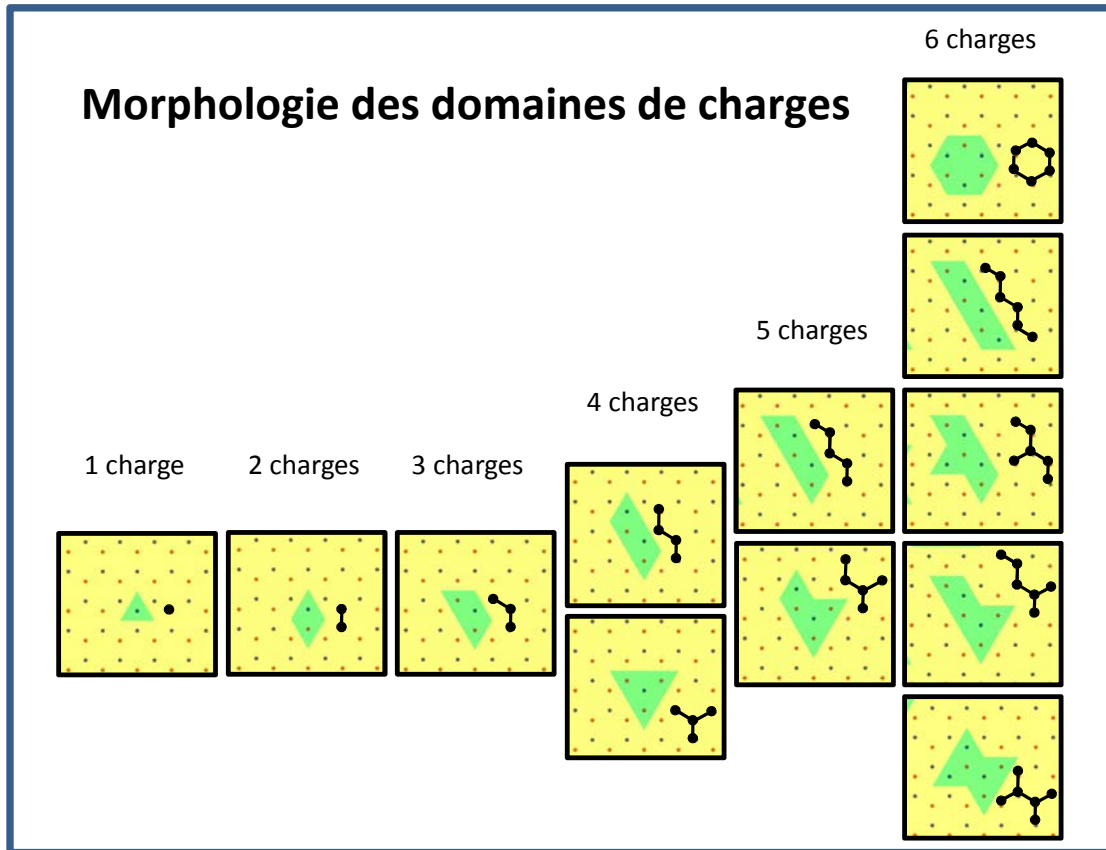 6 charges
Morphologie des domaines de charges
5 charges
4 charges
1 charge
2 charges
3 charges